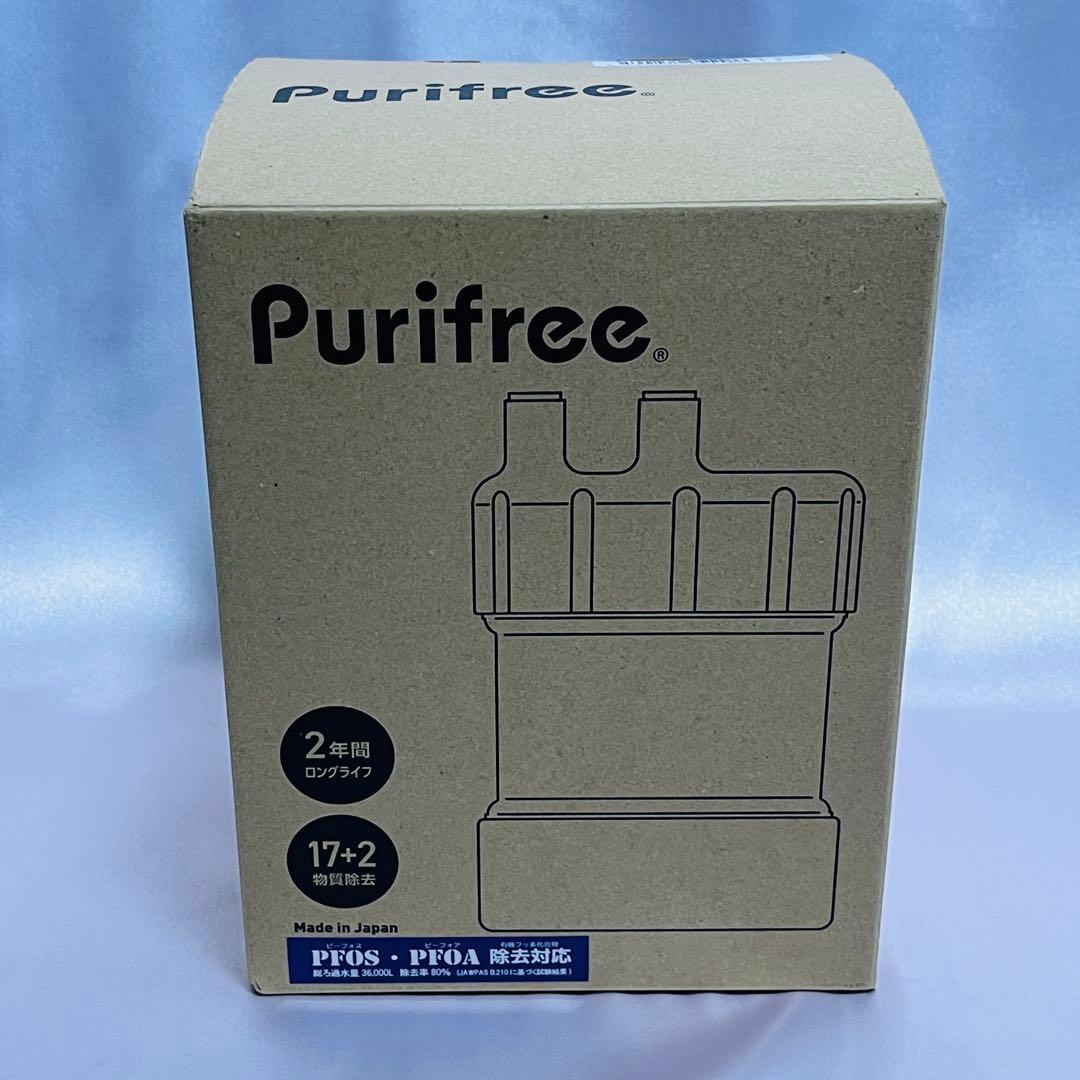 Purifree®
Purifree®
2年間
ロングライフ
17+2
物質除去
Made in Japan
ピーフォス ピーフォア 有機フッ素化合物
PFOS・PFOA 除去対応
総ろ過水量 36,000L 除去率 80% (JAWPAS B.210に基づく試験結果)